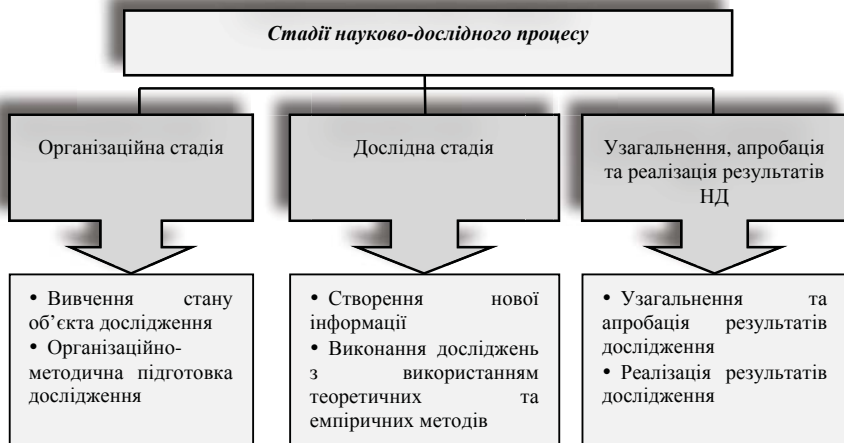 Стадії науково-дослідного процесу
Організаційна стадія
Дослідна стадія
Узагальнення, апробація
та реалізація результатів
НД
• Вивчення стану
об’єкта дослідження
• Організаційно-
методична підготовка
дослідження
• Створення нової
інформації
• Виконання досліджень
з використанням
теоретичних та
емпіричних методів
• Узагальнення та
апробація результатів
дослідження
• Реалізація результатів
дослідження